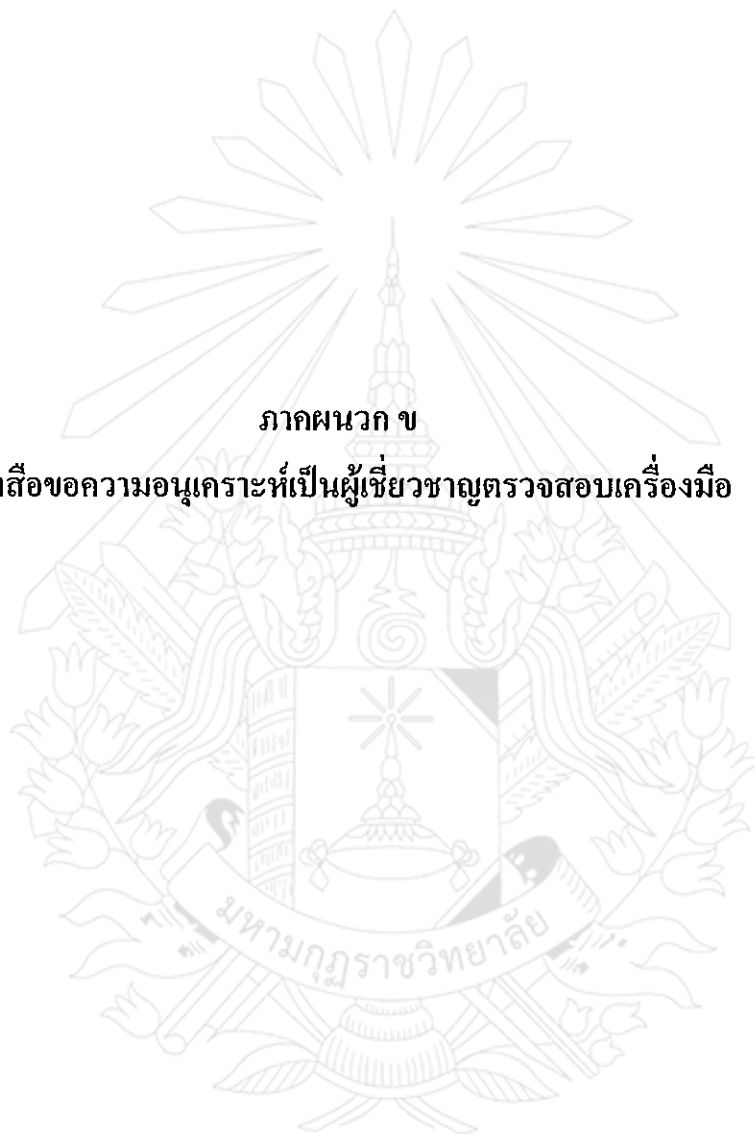 ภาคผนวก ข
สือขอความอนุเคราะห์เป็นผู้เชี่ยวชาญตรวจสอบเครื่องมือ
มหามกุฏราชวิทยาลัย